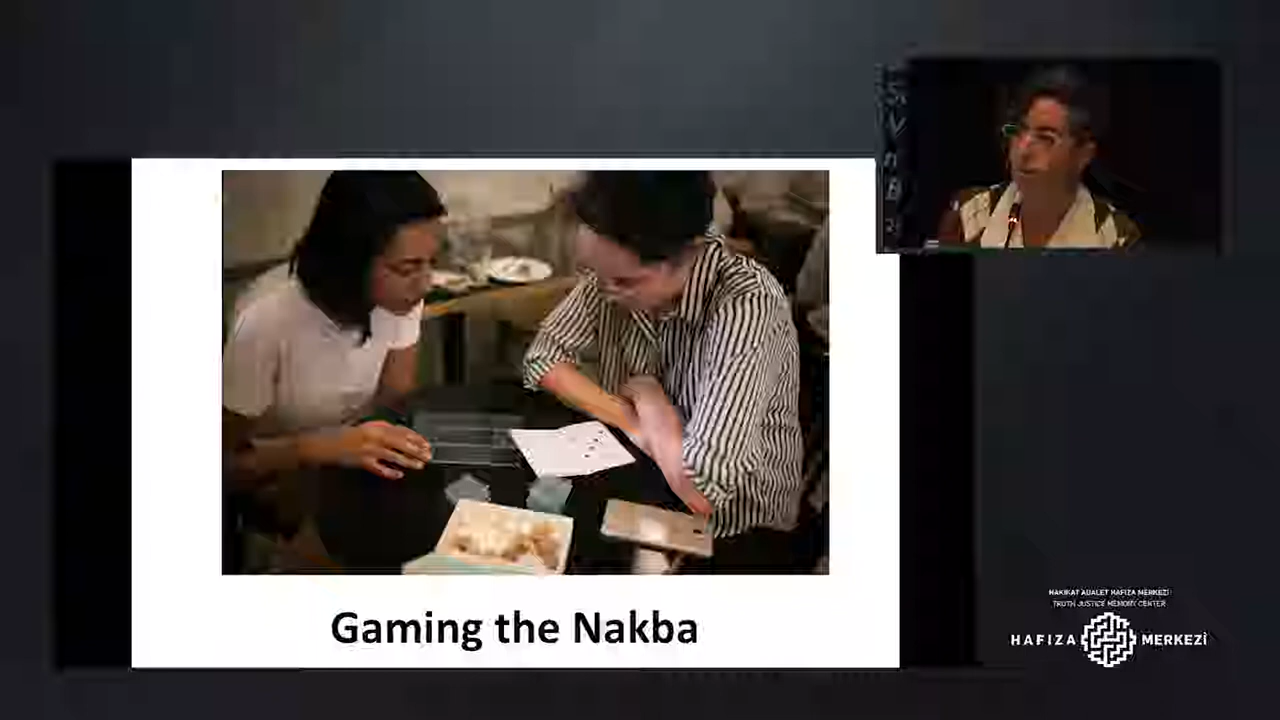 Gaming the Nakba
HAKİKAT ADALET HAFIZA MERKEZİ
TRUTH JUSTICE MEMORY CENTER
HAFIZA MERKEZİ